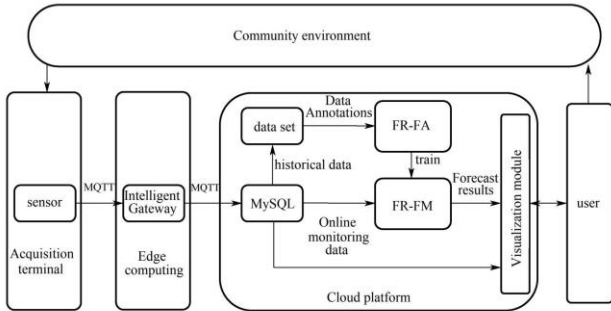 Community environment
Data
Annotations
data set
FR-FA
historical data
train
MQTT
MQTT
sensor
Intelligent
Gateway
MySQL
FR-FM
Forecast
results
Visualization module
user
Online
monitoring
data
Acquisition
terminal
Edge
computing
Cloud platform